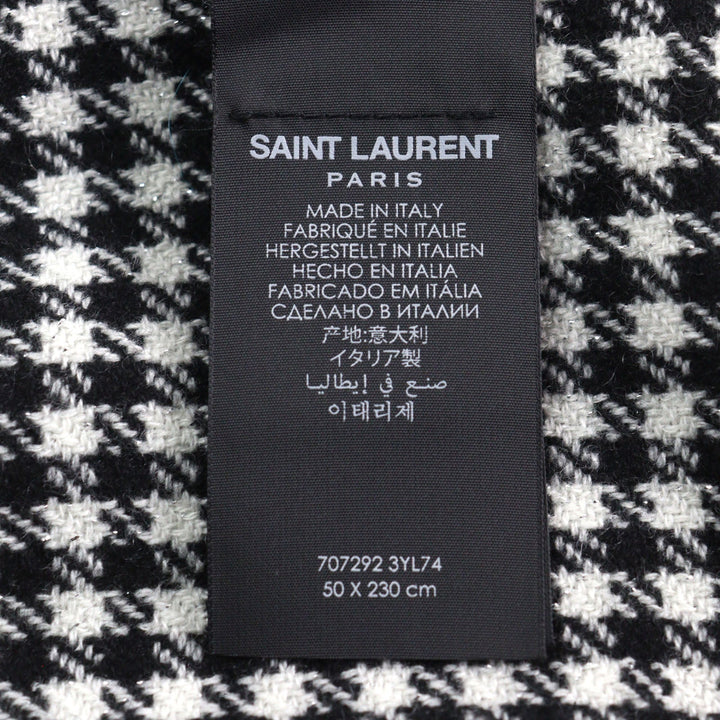 SAINT LAURENT
PARIS
MADE IN ITALY
FABRIQUÉ EN ITALIE
HERGESTELLT IN ITALIEN
HECHO EN ITALIA
FABRICADO EM ITÁLIA
СДЕЛАНО В ИТАЛИИ
产地:意大利
イタリア製
صنع في إيطاليا
이태리제
707292 3YL74
50 X 230 cm